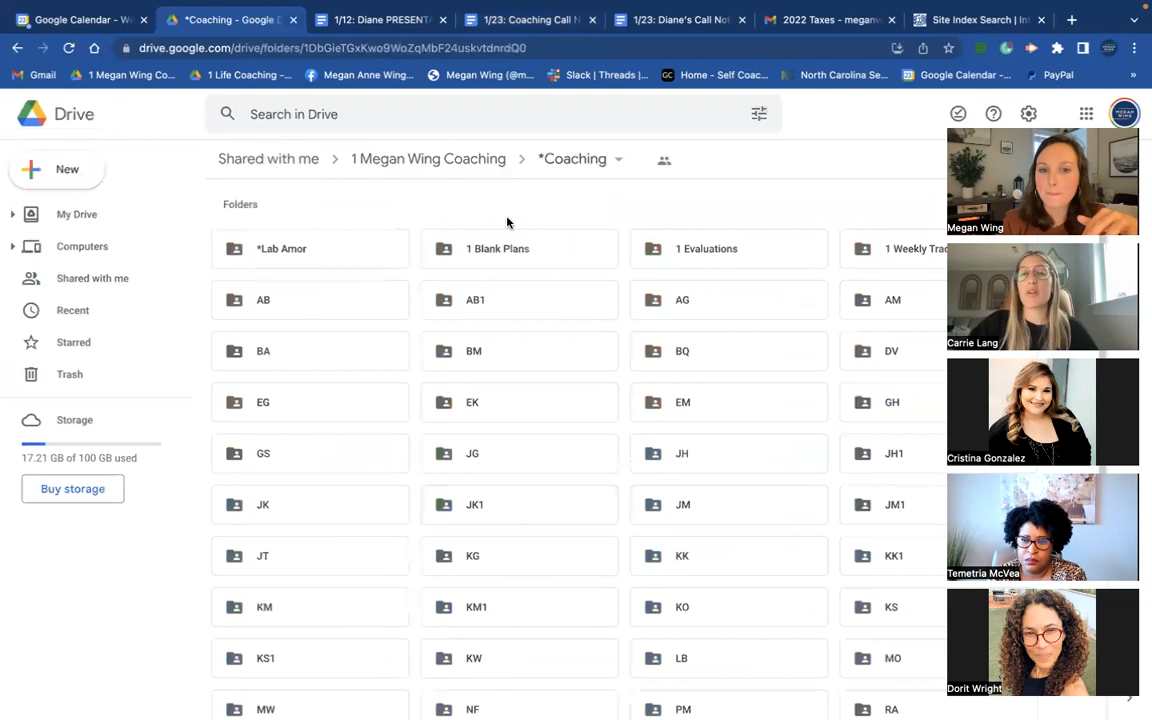 Google Calendar - We
*Coaching - Google D
1/12: Diane PRESENTA
1/23: Coaching Call N
1/23: Diane's Call Not
2022 Taxes - meganw
Site Index Search | Inf
drive.google.com/drive/folders/1DbGieTGxKwo9WoZqMbF24uskvtdnrdQ0
Gmail
1 Megan Wing Co...
1 Life Coaching -...
Megan Anne Wing...
Megan Wing (@m...
Slack | Threads |...
Home - Self Coac...
North Carolina Se...
Google Calendar -...
PayPal
»
Drive
Search in Drive
New
Shared with me > 1 Megan Wing Coaching > *Coaching
My Drive
Computers
Shared with me
Recent
Starred
Trash
Storage
17.21 GB of 100 GB used
Buy storage
Folders
*Lab Amor
1 Blank Plans
1 Evaluations
1 Weekly Trac
AB
AB1
AG
AM
BA
BM
BQ
DV
EG
EK
EM
GH
GS
JG
JH
JH1
JK
JK1
JM
JM1
JT
KG
KK
KK1
KM
KM1
KO
KS
KS1
KW
LB
MO
MW
NF
PM
RA
Megan Wing
Carrie Lang
Cristina Gonzalez
Temetria McVea
Dorit Wright